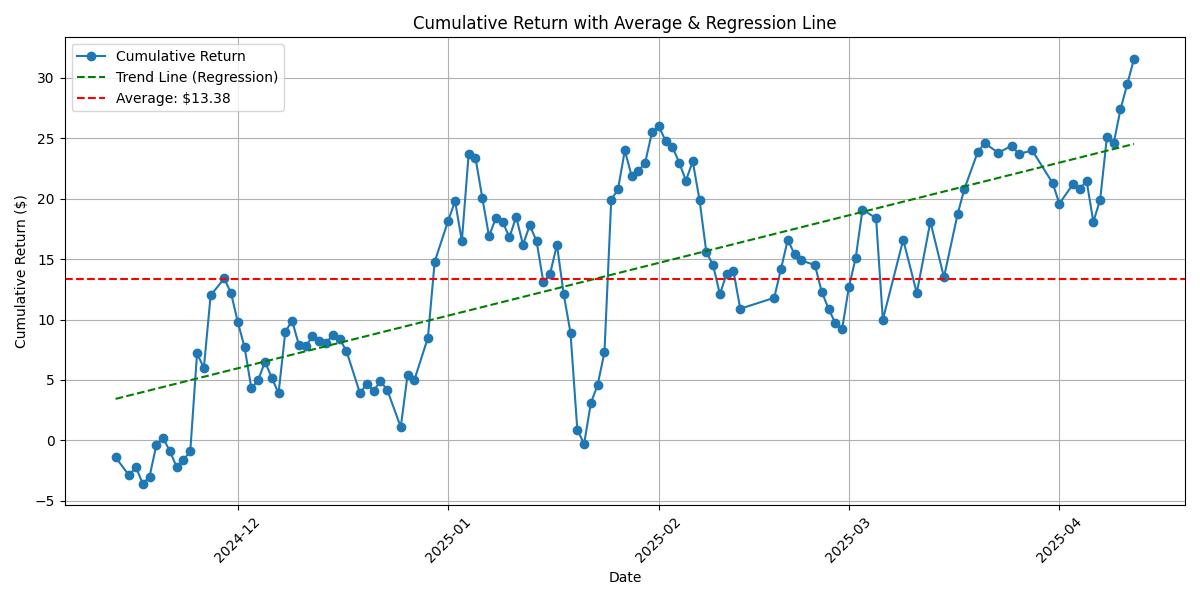 Cumulative Return with Average & Regression Line
Cumulative Return
Trend Line (Regression)
Average: $13.38
Cumulative Return ($)
30
25
20
15
10
5
0
−5
2024-12
2025-01
2025-02
2025-03
2025-04
Date